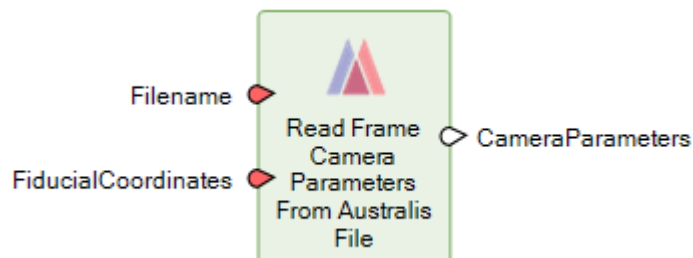 Filename
FiducialCoordinates
Read Frame
Camera
Parameters
From Australis
File
CameraParameters